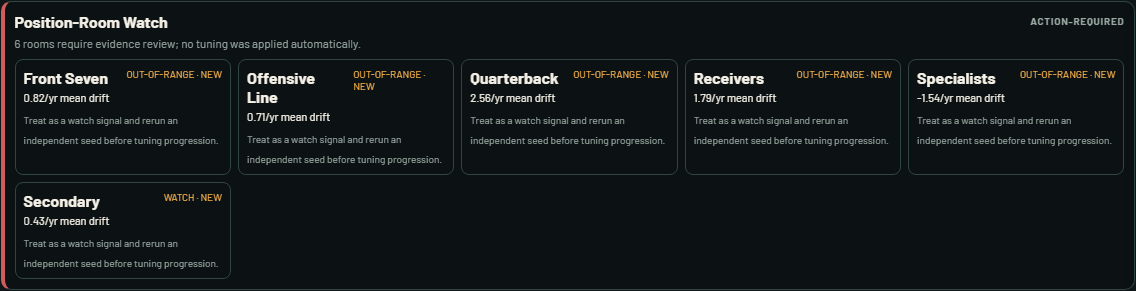 Position-Room Watch
ACTION-REQUIRED
6 rooms require evidence review; no tuning was applied automatically.
Front Seven
OUT-OF-RANGE · NEW
0.82/yr mean drift
Treat as a watch signal and rerun an
independent seed before tuning progression.
Offensive
Line
OUT-OF-RANGE ·
NEW
0.71/yr mean drift
Treat as a watch signal and rerun an
independent seed before tuning progression.
Quarterback
OUT-OF-RANGE · NEW
2.56/yr mean drift
Treat as a watch signal and rerun an
independent seed before tuning progression.
Receivers
OUT-OF-RANGE · NEW
1.79/yr mean drift
Treat as a watch signal and rerun an
independent seed before tuning progression.
Specialists
OUT-OF-RANGE · NEW
-1.54/yr mean drift
Treat as a watch signal and rerun an
independent seed before tuning progression.
Secondary
WATCH · NEW
0.43/yr mean drift
Treat as a watch signal and rerun an
independent seed before tuning progression.